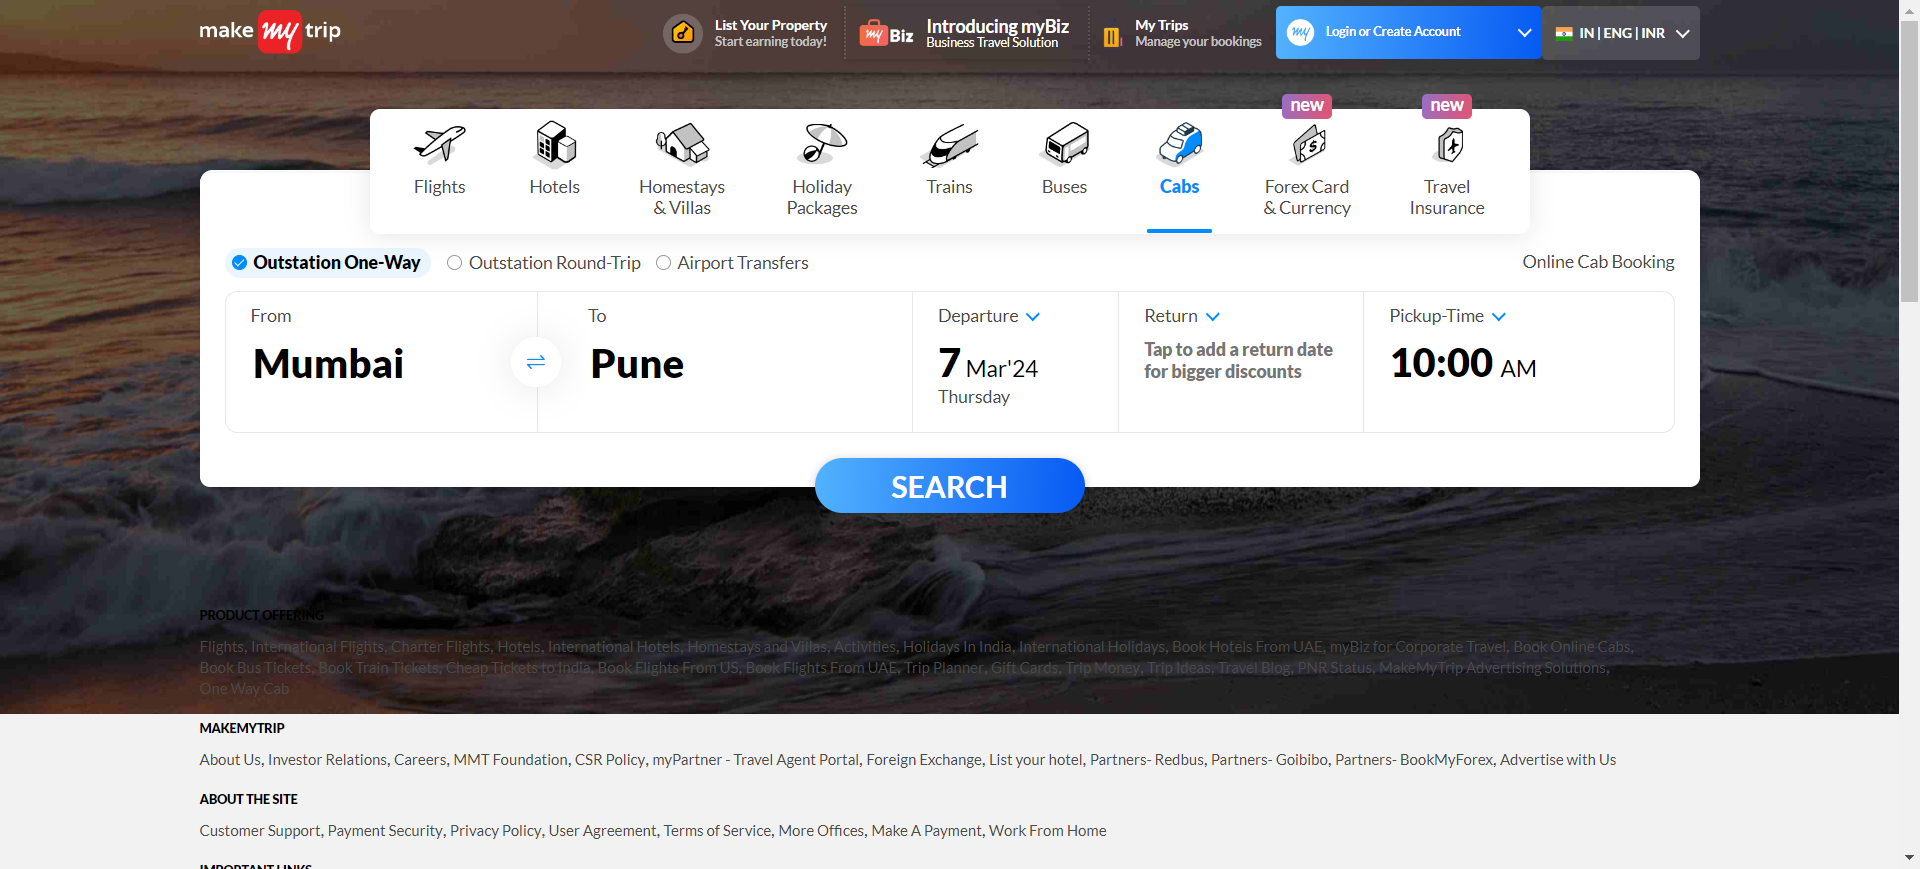 make my trip
List Your Property
Start earning today!
my Biz
Introducing myBiz
Business Travel Solution
My Trips
Manage your bookings
my Login or Create Account
IN | ENG | INR
new
new
Flights
Hotels
Homestays
& Villas
Holiday
Packages
Trains
Buses
Cabs
Forex Card
& Currency
Travel
Insurance
Outstation One-Way
Outstation Round-Trip
Airport Transfers
Online Cab Booking
From
Mumbai
To
Pune
Departure
7 Mar'24
Thursday
Return
Tap to add a return date
for bigger discounts
Pickup-Time
10:00 AM
SEARCH
PRODUCT OFFERING
Flights, International Flights, Charter Flights, Hotels, International Hotels, Homestays and Villas, Activities, Holidays In India, International Holidays, Book Hotels From UAE, myBiz for Corporate Travel, Book Online Cabs,
Book Bus Tickets, Book Train Tickets, Cheap Tickets to India, Book Flights From US, Book Flights From UAE, Trip Planner, Gift Cards, Trip Money, Trip Ideas, Travel Blog, PNR Status, MakeMyTrip Advertising Solutions,
One Way Cab
MAKEMYTRIP
About Us, Investor Relations, Careers, MMT Foundation, CSR Policy, myPartner - Travel Agent Portal, Foreign Exchange, List your hotel, Partners- Redbus, Partners- Goibibo, Partners- BookMyForex, Advertise with Us
ABOUT THE SITE
Customer Support, Payment Security, Privacy Policy, User Agreement, Terms of Service, More Offices, Make A Payment, Work From Home
IMPORTANT LINKS